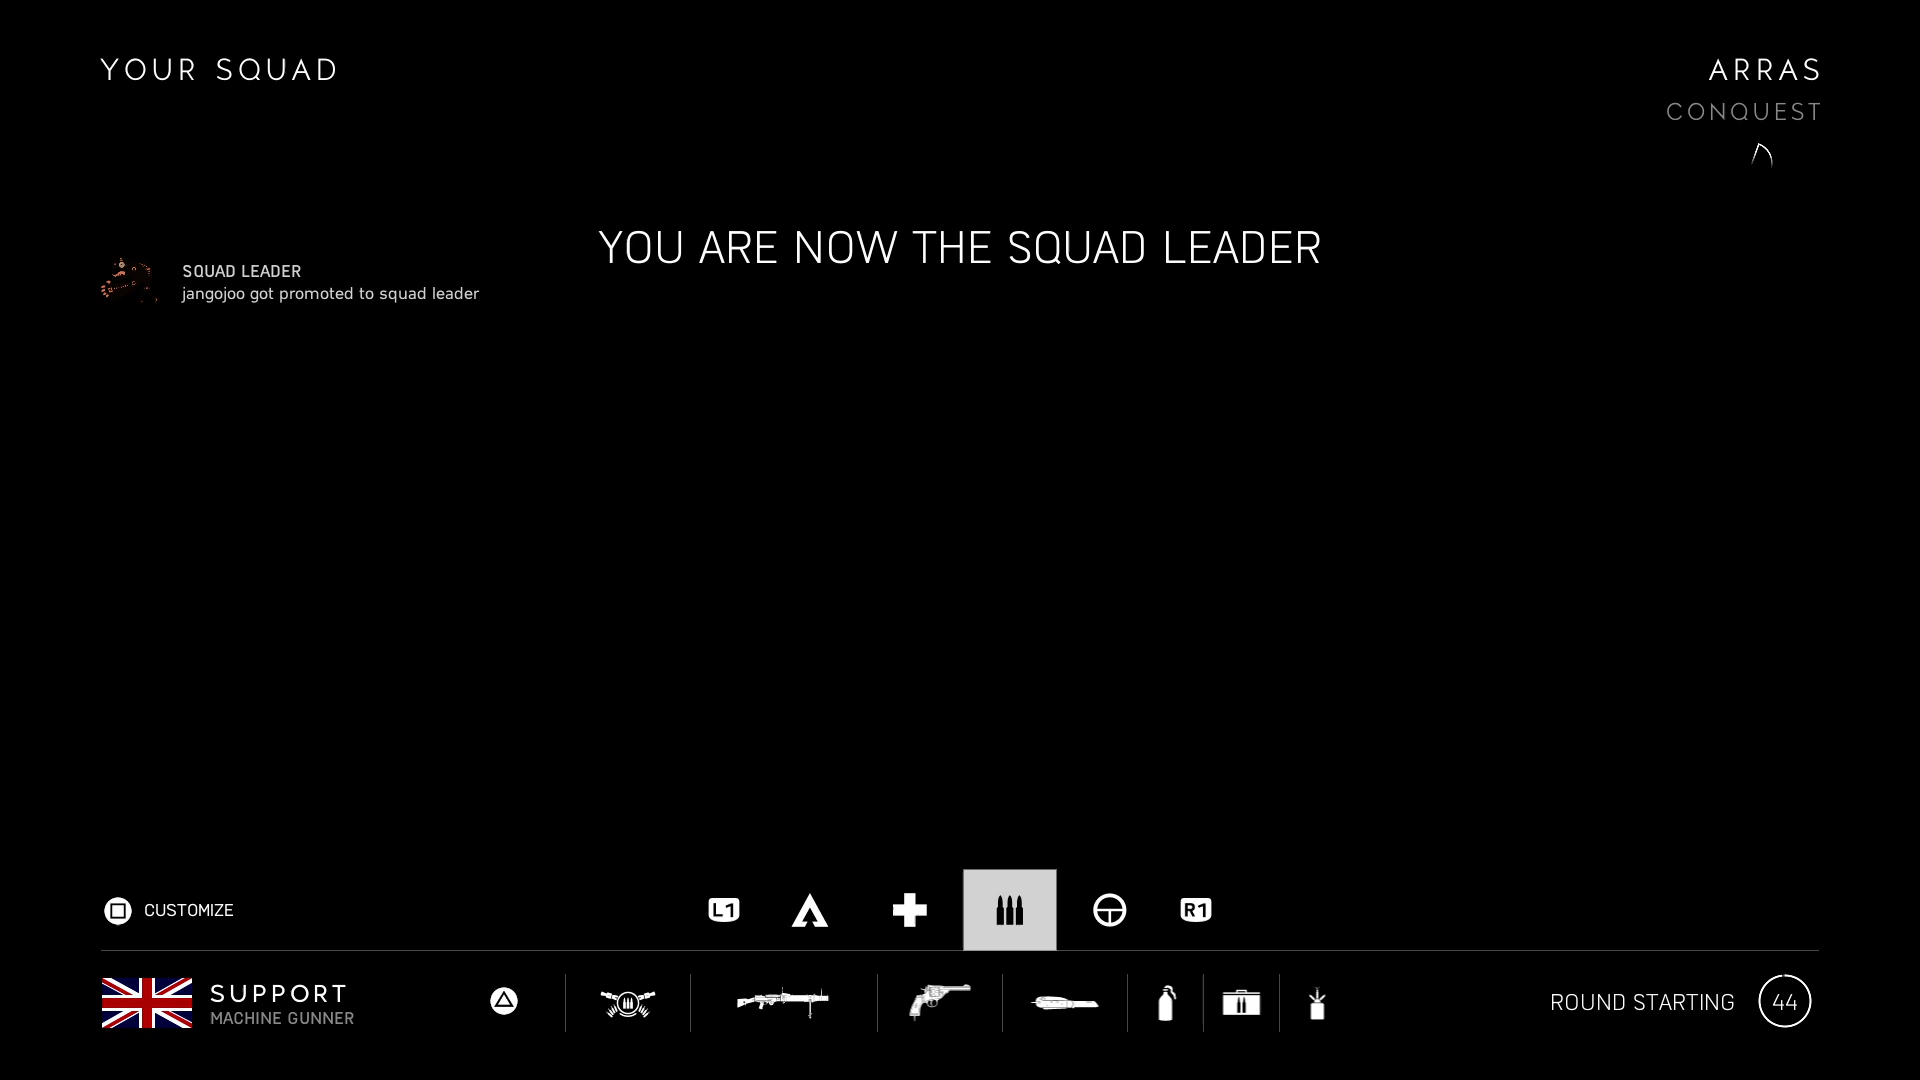 YOUR SQUAD
ARRAS
CONQUEST
YOU ARE NOW THE SQUAD LEADER
SQUAD LEADER
jangojoo got promoted to squad leader
CUSTOMIZE
L1
R1
SUPPORT
MACHINE GUNNER
ROUND STARTING
44